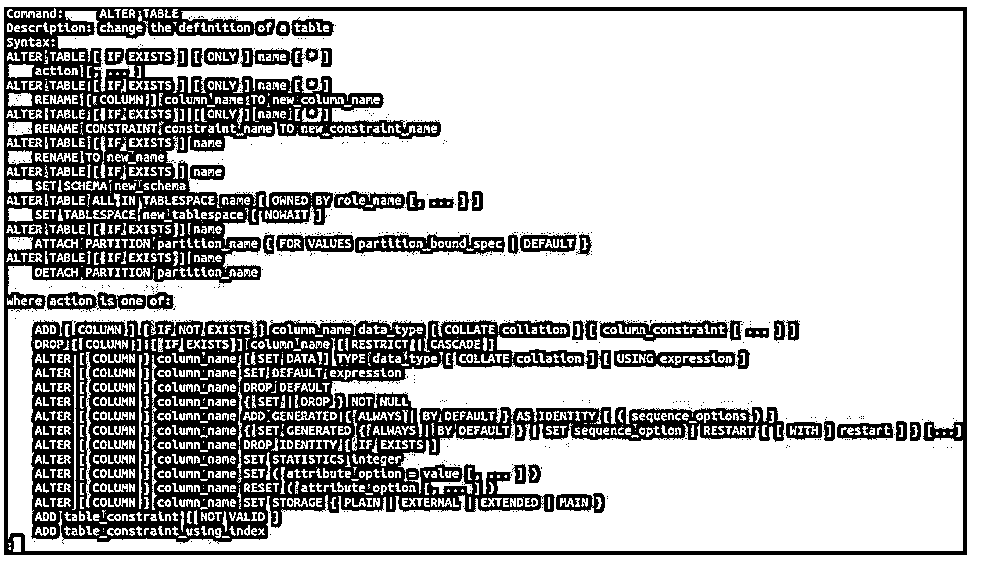 Command:     ALTER TABLE
Description: change the definition of a table
Syntax:
ALTER TABLE [ IF EXISTS ] [ ONLY ] name [ * ]
    action [, ... ]
ALTER TABLE [ IF EXISTS ] [ ONLY ] name [ * ]
    RENAME [ COLUMN ] column_name TO new_column_name
ALTER TABLE [ IF EXISTS ] [ ONLY ] name [ * ]
    RENAME CONSTRAINT constraint_name TO new_constraint_name
ALTER TABLE [ IF EXISTS ] name
    RENAME TO new_name
ALTER TABLE [ IF EXISTS ] name
    SET SCHEMA new_schema
ALTER TABLE ALL IN TABLESPACE name [ OWNED BY role_name [, ... ] ]
    SET TABLESPACE new_tablespace [ NOWAIT ]
ALTER TABLE [ IF EXISTS ] name
    ATTACH PARTITION partition_name { FOR VALUES partition_bound_spec | DEFAULT }
ALTER TABLE [ IF EXISTS ] name
    DETACH PARTITION partition_name
where action is one of:
    ADD [ COLUMN ] [ IF NOT EXISTS ] column_name data_type [ COLLATE collation ] [ column_constraint [ ... ] ]
    DROP [ COLUMN ] [ IF EXISTS ] column_name [ RESTRICT | CASCADE ]
    ALTER [ COLUMN ] column_name [ SET DATA ] TYPE data_type [ COLLATE collation ] [ USING expression ]
    ALTER [ COLUMN ] column_name SET DEFAULT expression
    ALTER [ COLUMN ] column_name DROP DEFAULT
    ALTER [ COLUMN ] column_name { SET | DROP } NOT NULL
    ALTER [ COLUMN ] column_name ADD GENERATED { ALWAYS | BY DEFAULT } AS IDENTITY [ ( sequence_options ) ]
    ALTER [ COLUMN ] column_name { SET GENERATED { ALWAYS | BY DEFAULT } | SET sequence_option | RESTART [ [ WITH ] restart ] } [...]
    ALTER [ COLUMN ] column_name DROP IDENTITY [ IF EXISTS ]
    ALTER [ COLUMN ] column_name SET STATISTICS integer
    ALTER [ COLUMN ] column_name SET ( attribute_option = value [, ... ] )
    ALTER [ COLUMN ] column_name RESET ( attribute_option [, ... ] )
    ALTER [ COLUMN ] column_name SET STORAGE { PLAIN | EXTERNAL | EXTENDED | MAIN }
    ADD table_constraint [ NOT VALID ]
    ADD table_constraint_using_index
: